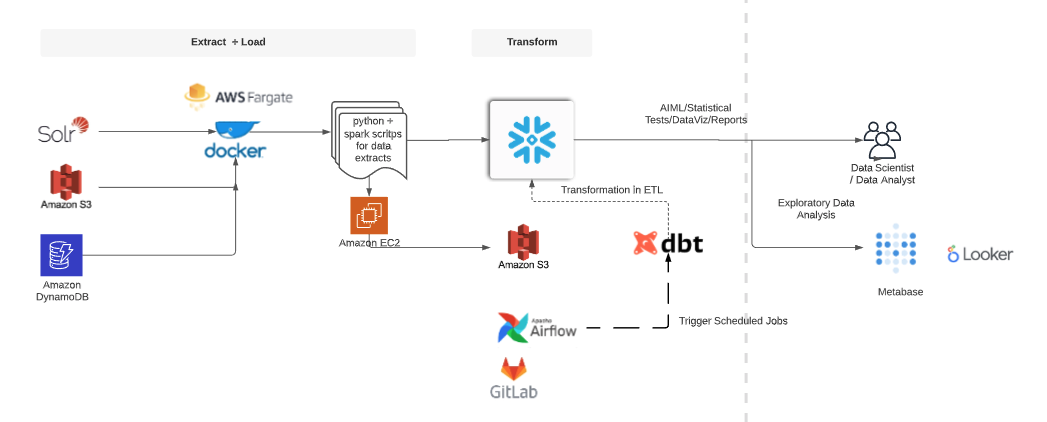 Extract + Load
Transform
AWS Fargate
Solr
docker
Amazon S3
Amazon
DynamoDB
python +
spark scritps
for data
extracts
Amazon EC2
Amazon S3
AIML/Statistical
Tests/DataViz/Reports
Transformation in ETL
dbt
Apache
Airflow
Trigger Scheduled Jobs
GitLab
Data Scientist
/ Data Analyst
Exploratory Data
Analysis
Metabase
Looker